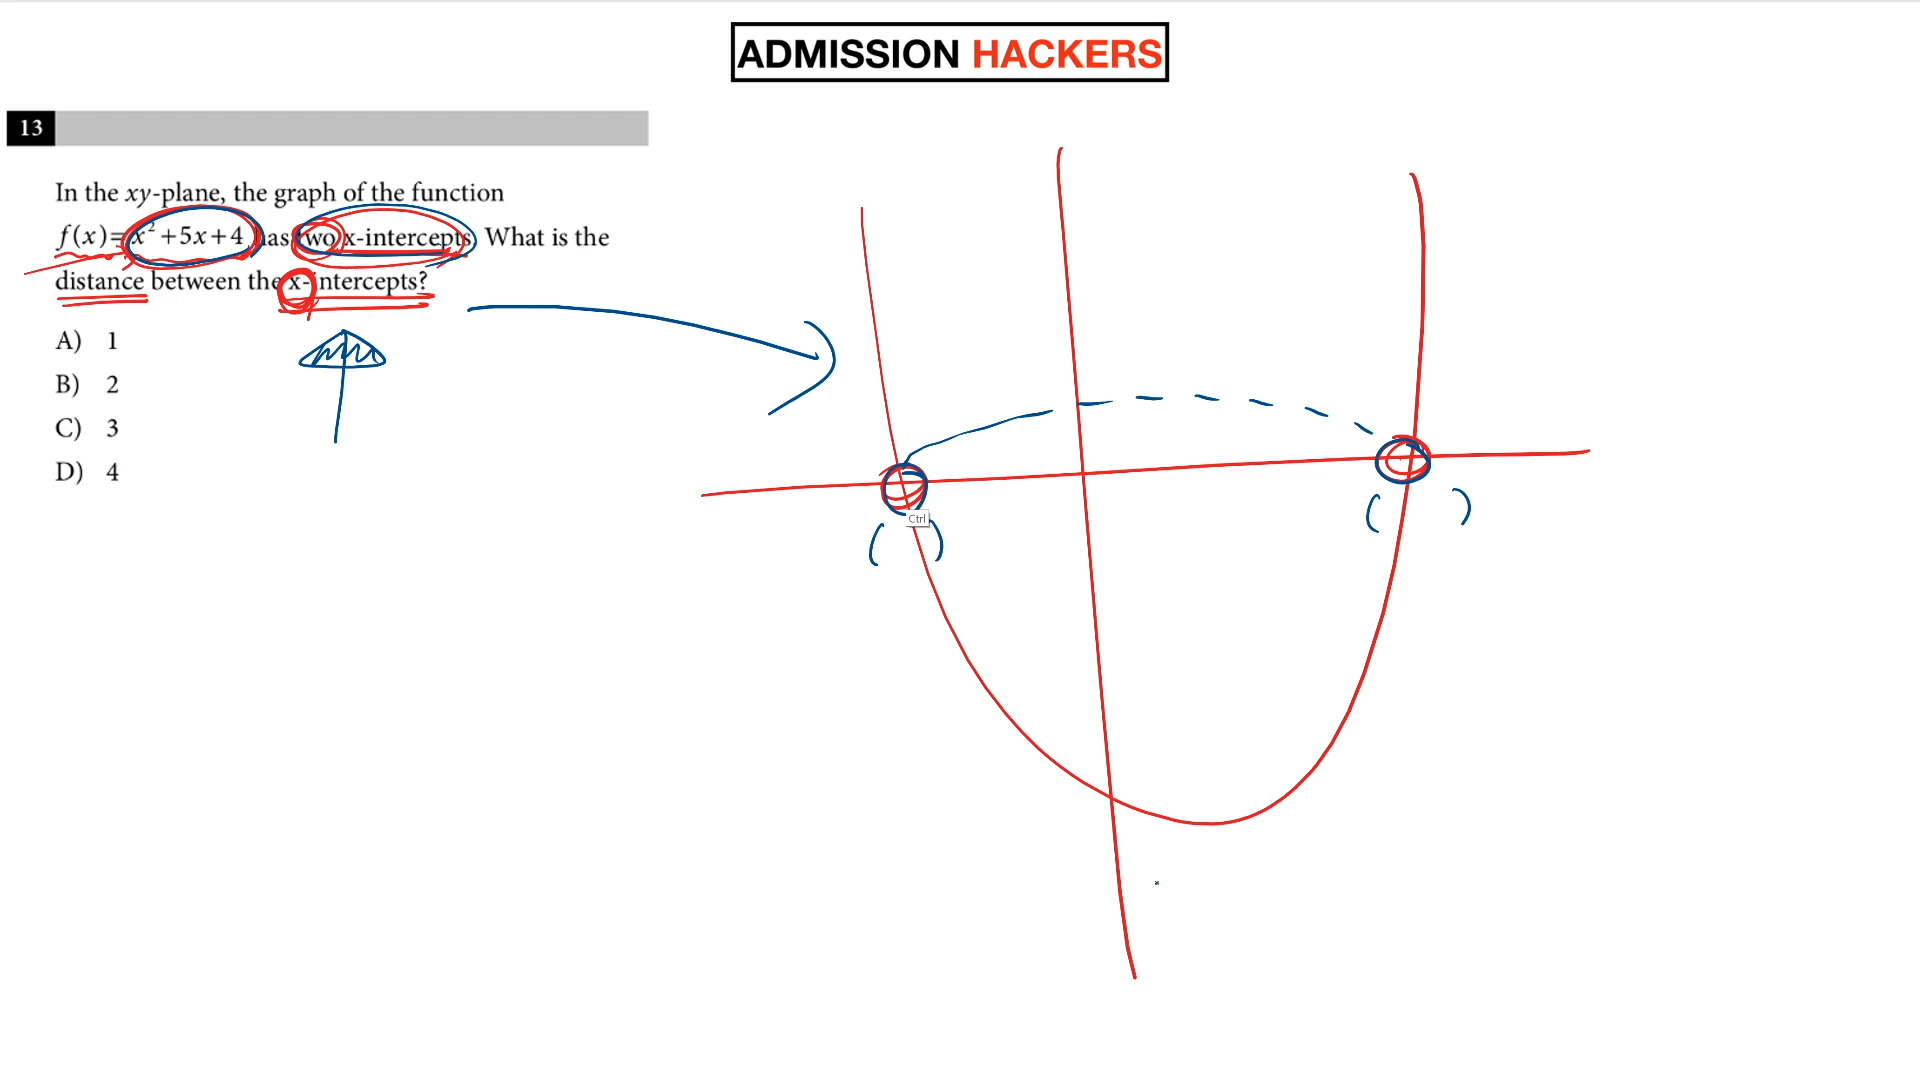 ADMISSION HACKERS
13
In the xy-plane, the graph of the function
f(x)=x²+5x+4 has two x-intercepts. What is the
distance between the x-intercepts?
A) 1
B) 2
C) 3
D) 4
( )
Ctrl
( )